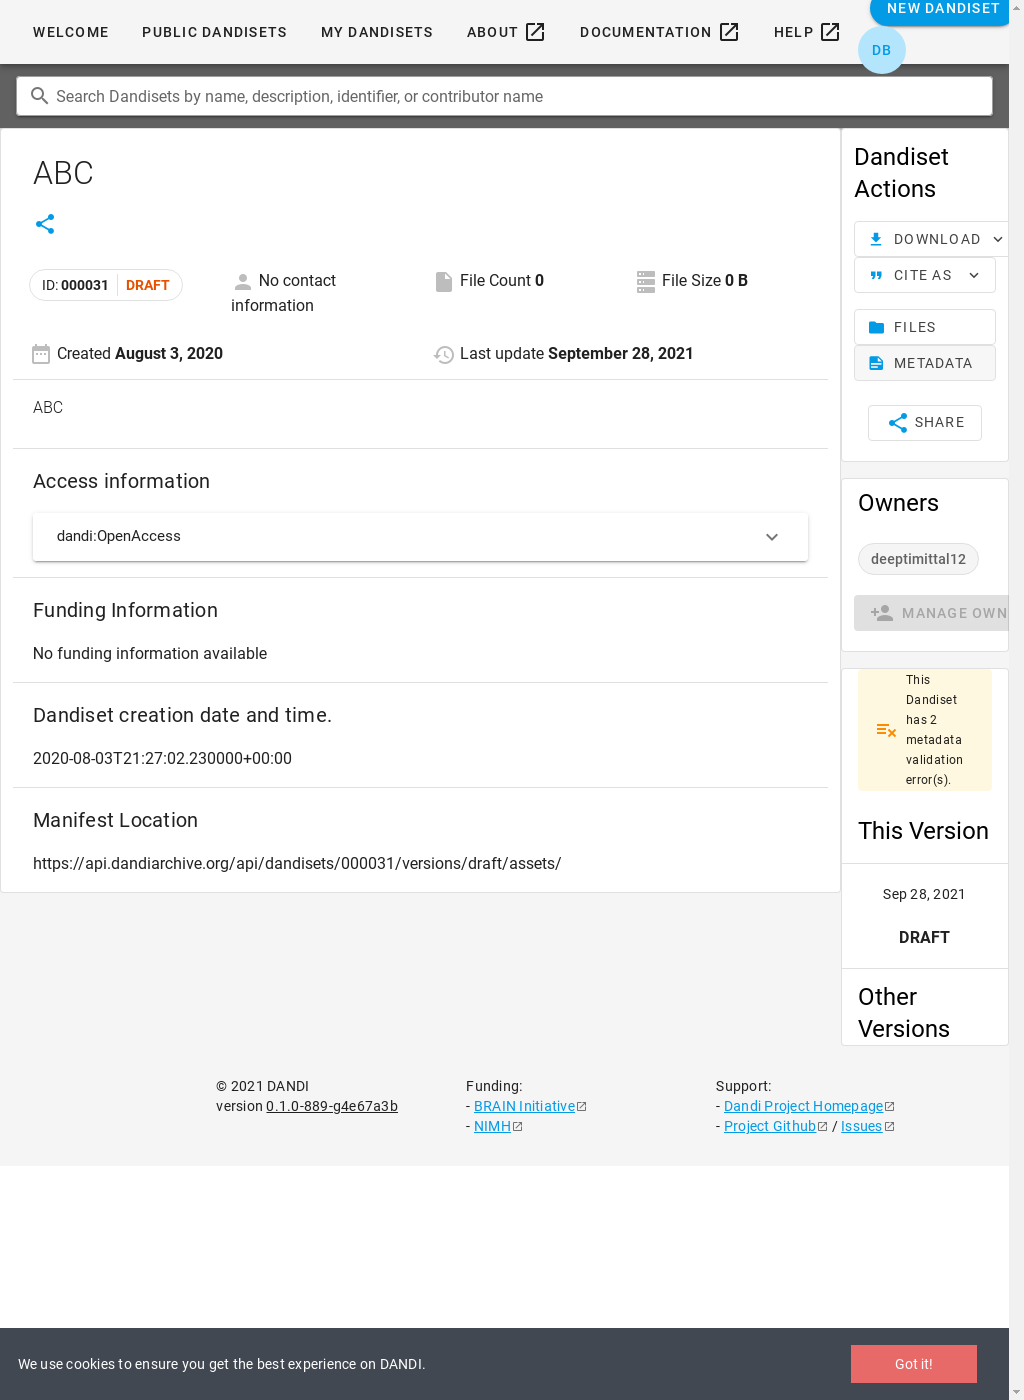 WELCOME
PUBLIC DANDISETS
MY DANDISETS
ABOUT
DOCUMENTATION
HELP
NEW DANDISET
DB
Search Dandisets by name, description, identifier, or contributor name
ABC
ID: 000031 DRAFT
No contact
information
File Count 0
File Size 0 B
Created August 3, 2020
Last update September 28, 2021
ABC
Access information
dandi:OpenAccess
Funding Information
No funding information available
Dandiset creation date and time.
2020-08-03T21:27:02.230000+00:00
Manifest Location
https://api.dandiarchive.org/api/dandisets/000031/versions/draft/assets/
Dandiset
Actions
DOWNLOAD
CITE AS
FILES
METADATA
SHARE
Owners
deeptimittal12
MANAGE OWN
This
Dandiset
has 2
metadata
validation
error(s).
This Version
Sep 28, 2021
DRAFT
Other
Versions
© 2021 DANDI
version 0.1.0-889-g4e67a3b
Funding:
- BRAIN Initiative
- NIMH
Support:
- Dandi Project Homepage
- Project Github / Issues
We use cookies to ensure you get the best experience on DANDI.
Got it!